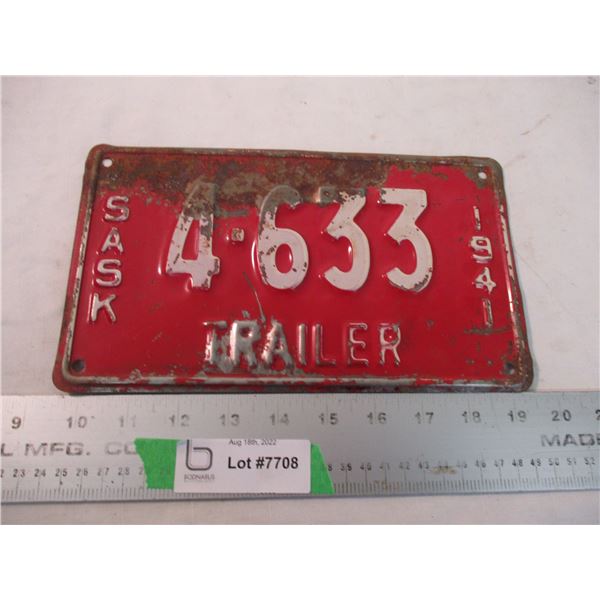 SASK
4·633
1941
TRAILER
9 10 11 12 13 14 15 16 17 18 19 20
L MFG. CO
MADE
Aug 18th, 2022
Lot #7708
BODNARUS